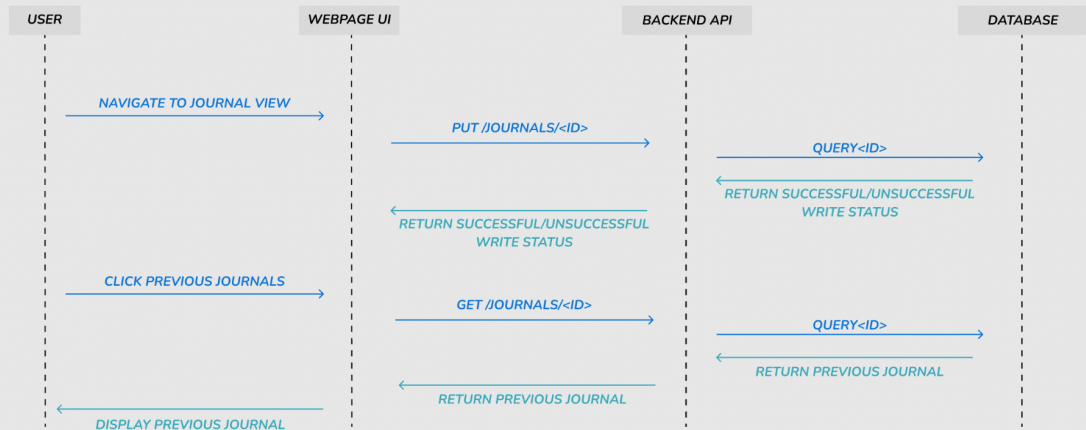 USER
WEBPAGE UI
BACKEND API
DATABASE
NAVIGATE TO JOURNAL VIEW
PUT /JOURNALS/<ID>
QUERY<ID>
RETURN SUCCESSFUL/UNSUCCESSFUL
WRITE STATUS
RETURN SUCCESSFUL/UNSUCCESSFUL
WRITE STATUS
CLICK PREVIOUS JOURNALS
GET /JOURNALS/<ID>
QUERY<ID>
RETURN PREVIOUS JOURNAL
RETURN PREVIOUS JOURNAL
DISPLAY PREVIOUS JOURNAL